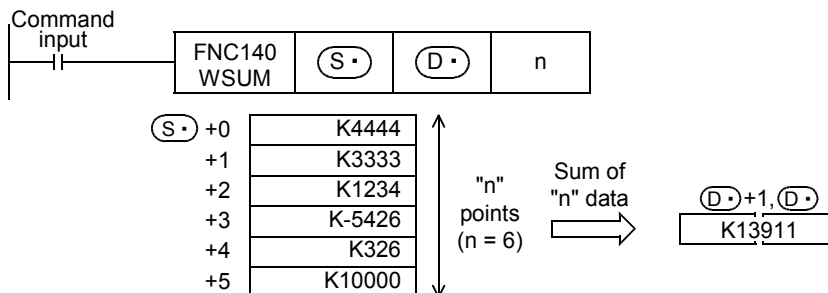 Command
input
FNC140
WSUM
S·
D·
n
S· +0 K4444
+1 K3333
+2 K1234
+3 K-5426
+4 K326
+5 K10000
"n"
points
(n = 6)
Sum of
"n" data
D·+1, D·
K13911